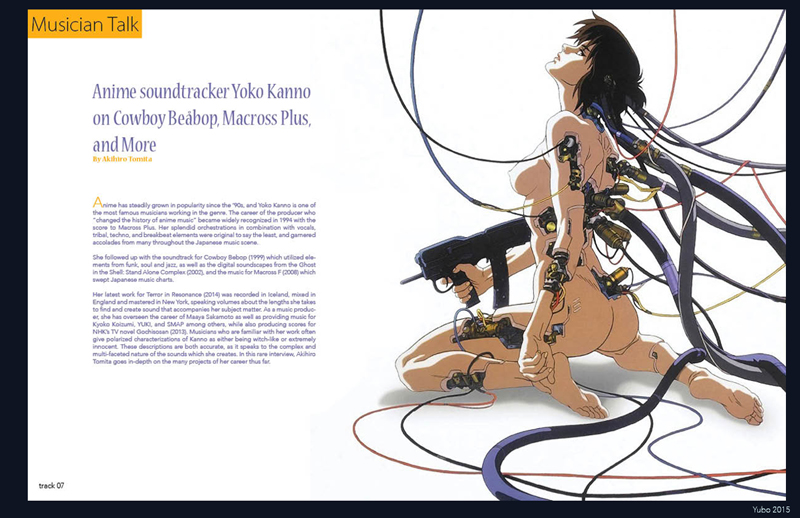 Musician Talk
Anime soundtracker Yoko Kanno
on Cowboy Beábop, Macross Plus,
and More
By Akihiro Tomita
Anime has steadily grown in popularity since the '90s, and Yoko Kanno is one of
the most famous musicians working in the genre. The career of the producer who
"changed the history of anime music" became widely recognized in 1994 with the
score to Macross Plus. Her splendid orchestrations in combination with vocals,
tribal, techno, and breakbeat elements were original to say the least, and garnered
accolades from many throughout the Japanese music scene.
She followed up with the soundtrack for Cowboy Bebop (1999) which utilized ele-
ments from funk, soul and jazz, as well as the digital soundscapes from the Ghost
in the Shell: Stand Alone Complex (2002), and the music for Macross F (2008) which
swept Japanese music charts.
Her latest work for Terror in Resonance (2014) was recorded in Iceland, mixed in
England and mastered in New York, speaking volumes about the lengths she takes
to find and create sound that accompanies her subject matter. As a music produc-
er, she has overseen the career of Maaya Sakamoto as well as providing music for
Kyoko Koizumi, YUKI, and SMAP among others, while also producing scores for
NHK's TV novel Gochisosan (2013). Musicians who are familiar with her work often
give polarized characterizations of Kanno as either being witch-like or extremely
innocent. These descriptions are both accurate, as it speaks to the complex and
multi-faceted nature of the sounds which she creates. In this rare interview, Akihiro
Tomita goes in-depth on the many projects of her career thus far.
track 07
Yubo 2015